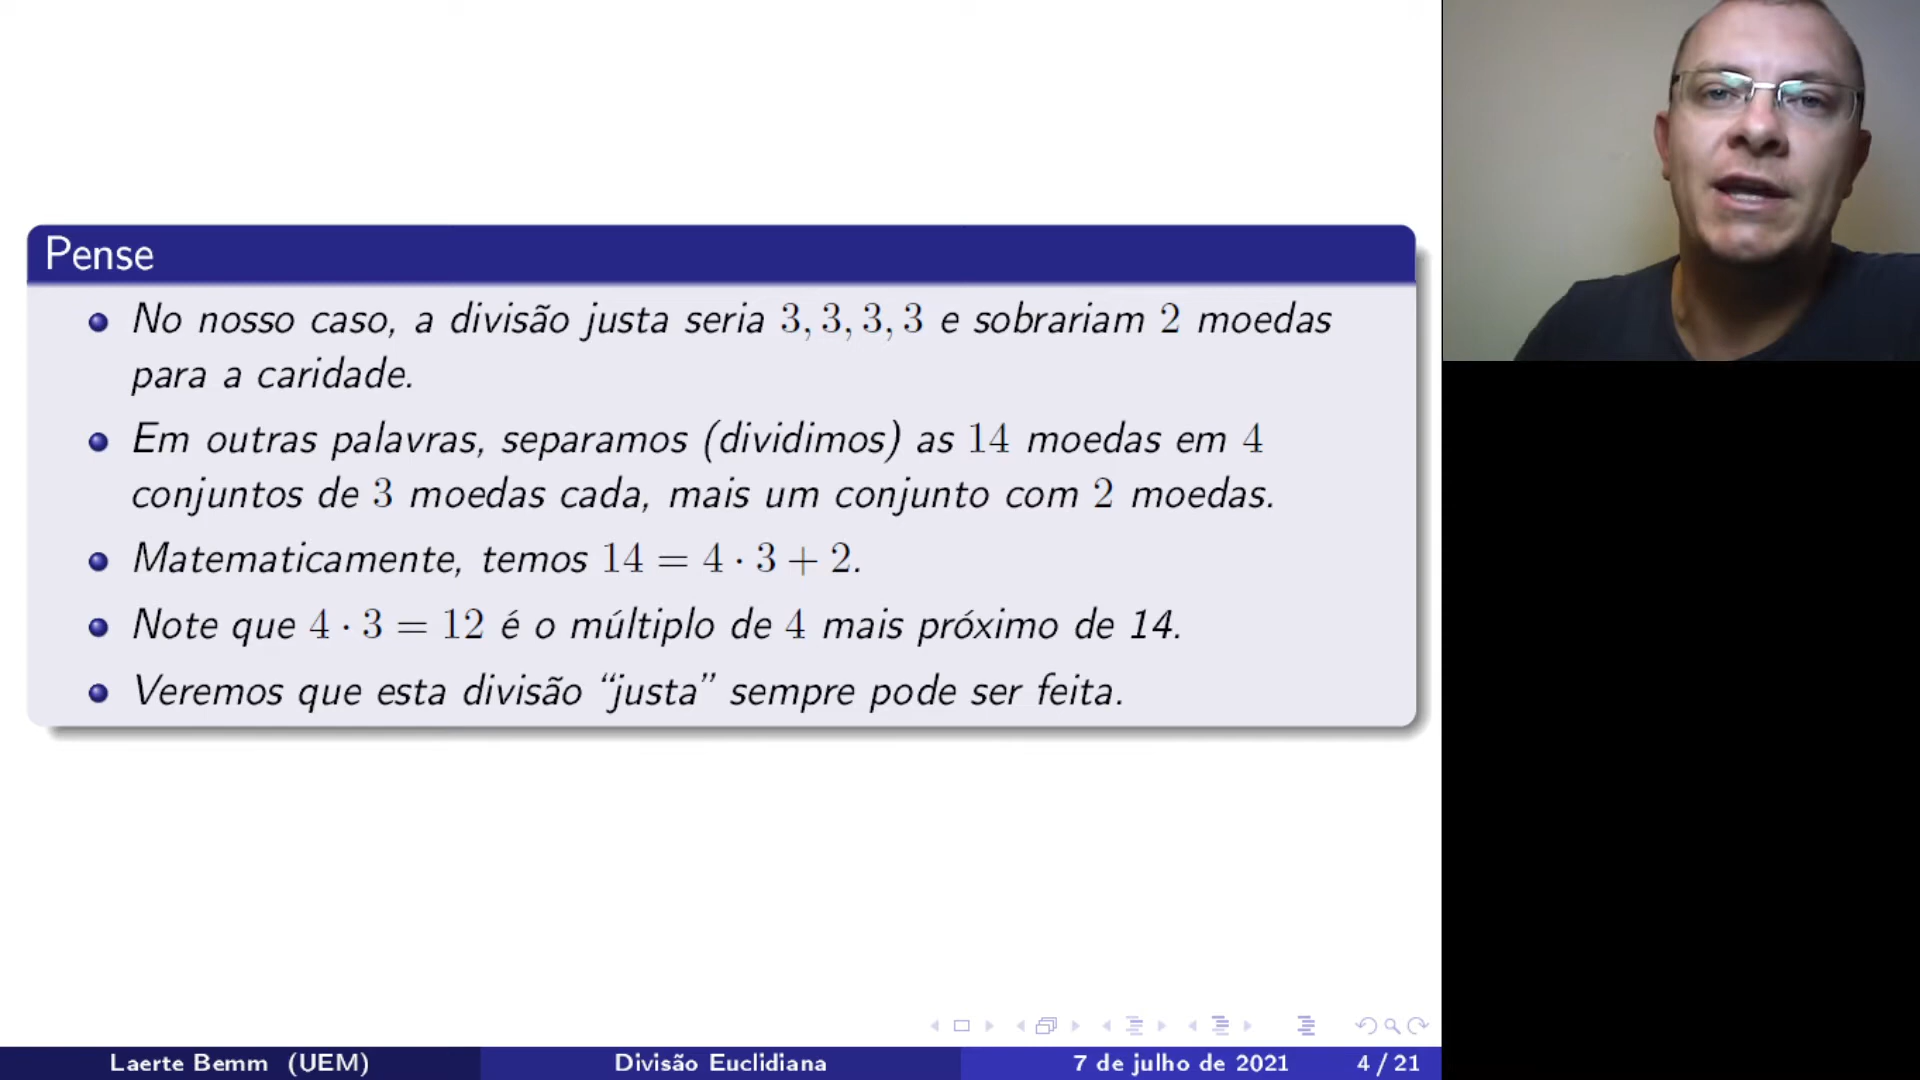 Pense
No nosso caso, a divisão justa seria 3, 3, 3, 3 e sobrariam 2 moedas
para a caridade.
Em outras palavras, separamos (dividimos) as 14 moedas em 4
conjuntos de 3 moedas cada, mais um conjunto com 2 moedas.
Matematicamente, temos 14 = 4 · 3 + 2.
Note que 4 · 3 = 12 é o múltiplo de 4 mais próximo de 14.
Veremos que esta divisão “justa” sempre pode ser feita.
Laerte Bemm (UEM) Divisão Euclidiana 7 de julho de 2021 4 / 21